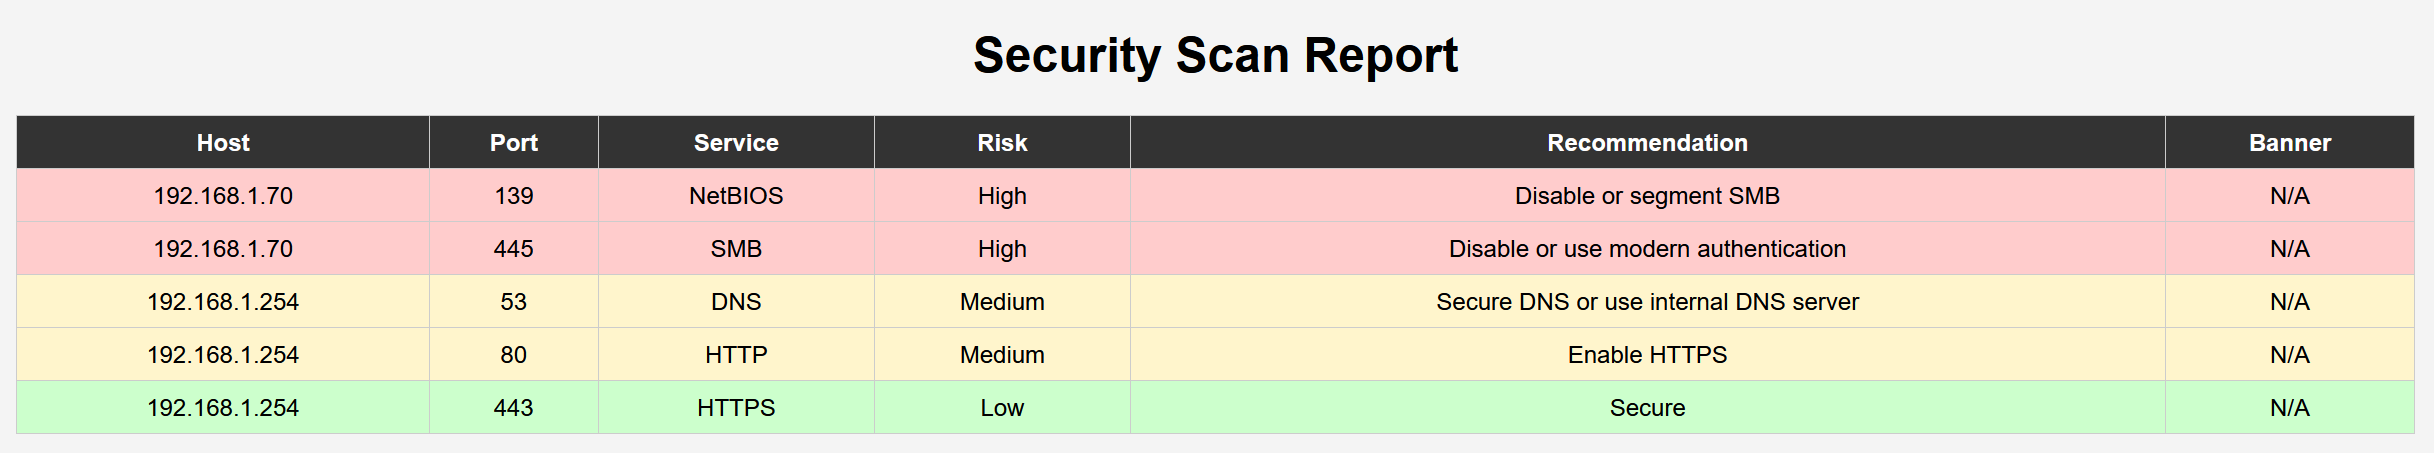 Security Scan Report
Host Port Service Risk Recommendation Banner
192.168.1.70 139 NetBIOS High Disable or segment SMB N/A
192.168.1.70 445 SMB High Disable or use modern authentication N/A
192.168.1.254 53 DNS Medium Secure DNS or use internal DNS server N/A
192.168.1.254 80 HTTP Medium Enable HTTPS N/A
192.168.1.254 443 HTTPS Low Secure N/A